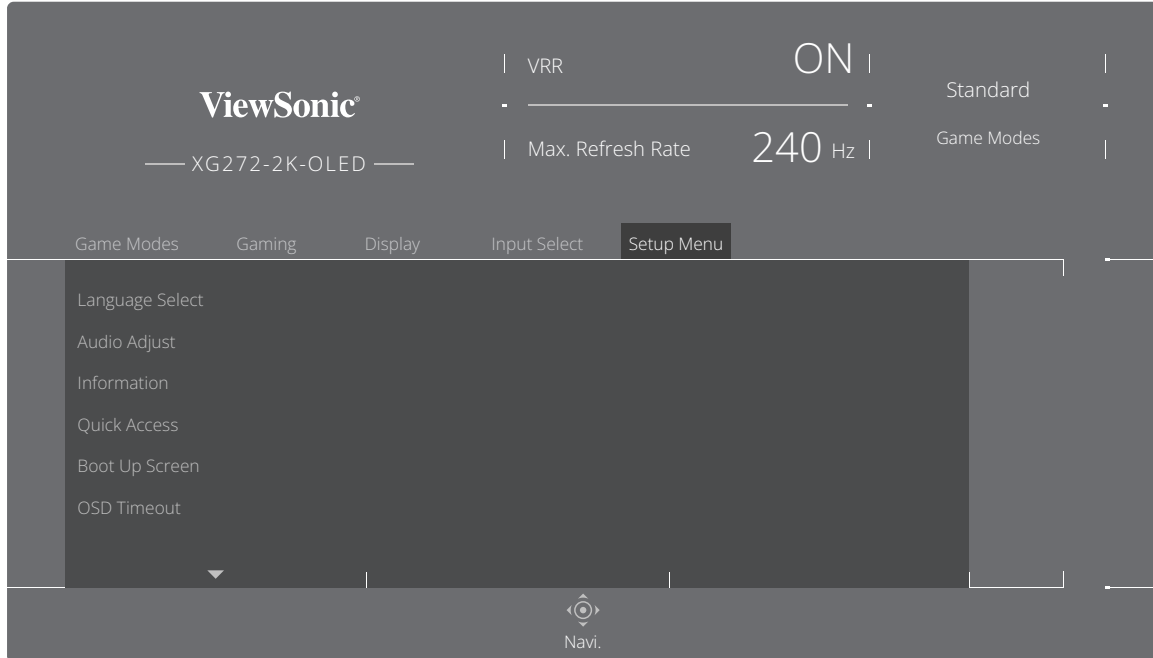 ViewSonic®
XG272-2K-OLED
VRR ON
Max. Refresh Rate 240 Hz
Standard
Game Modes
Game Modes Gaming Display Input Select Setup Menu
Language Select
Audio Adjust
Information
Quick Access
Boot Up Screen
OSD Timeout
Navi.